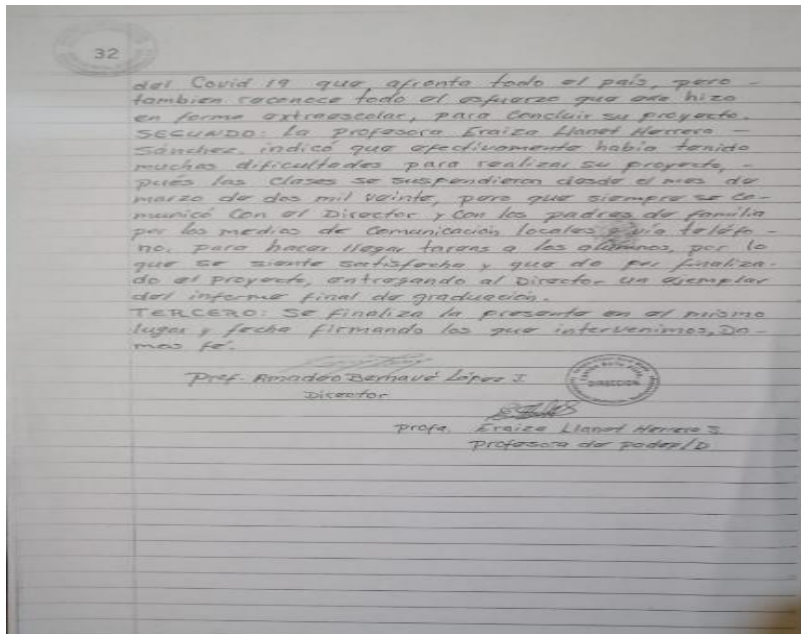 32
del Covid 19 que afronta todo el país, pero -
tambien reconoce todo el esfuerzo que ese hizo
en forma extraescolar, para concluir su proyecto.
SEGUNDO: La profesora Eraiza Llanet Herrera -
Sánchez, indicó que efectivamente había tenido
muchas dificultades para realizar su proyecto, -
pués las clases se suspendieron desde el mes de
marzo de dos mil veinte, pero que siempre se co-
municó con el Director y con los padres de familia
por los medios de comunicación locales o vía teléfo-
no, para hacer llegar tareas a los alumnos, por lo
que se siente satisfecha y que da por finaliza-
do el proyecto, entregando al Director un ejemplar
del informe final de graduación.
TERCERO: Se finaliza la presente en el mismo
lugar y fecha firmando los que intervenimos, Da-
mos fé.
Prof. Amadeo Bernavé López J.
Director
DIRECCION
Profa. Eraiza Llanet Herrera S.
Profesora de